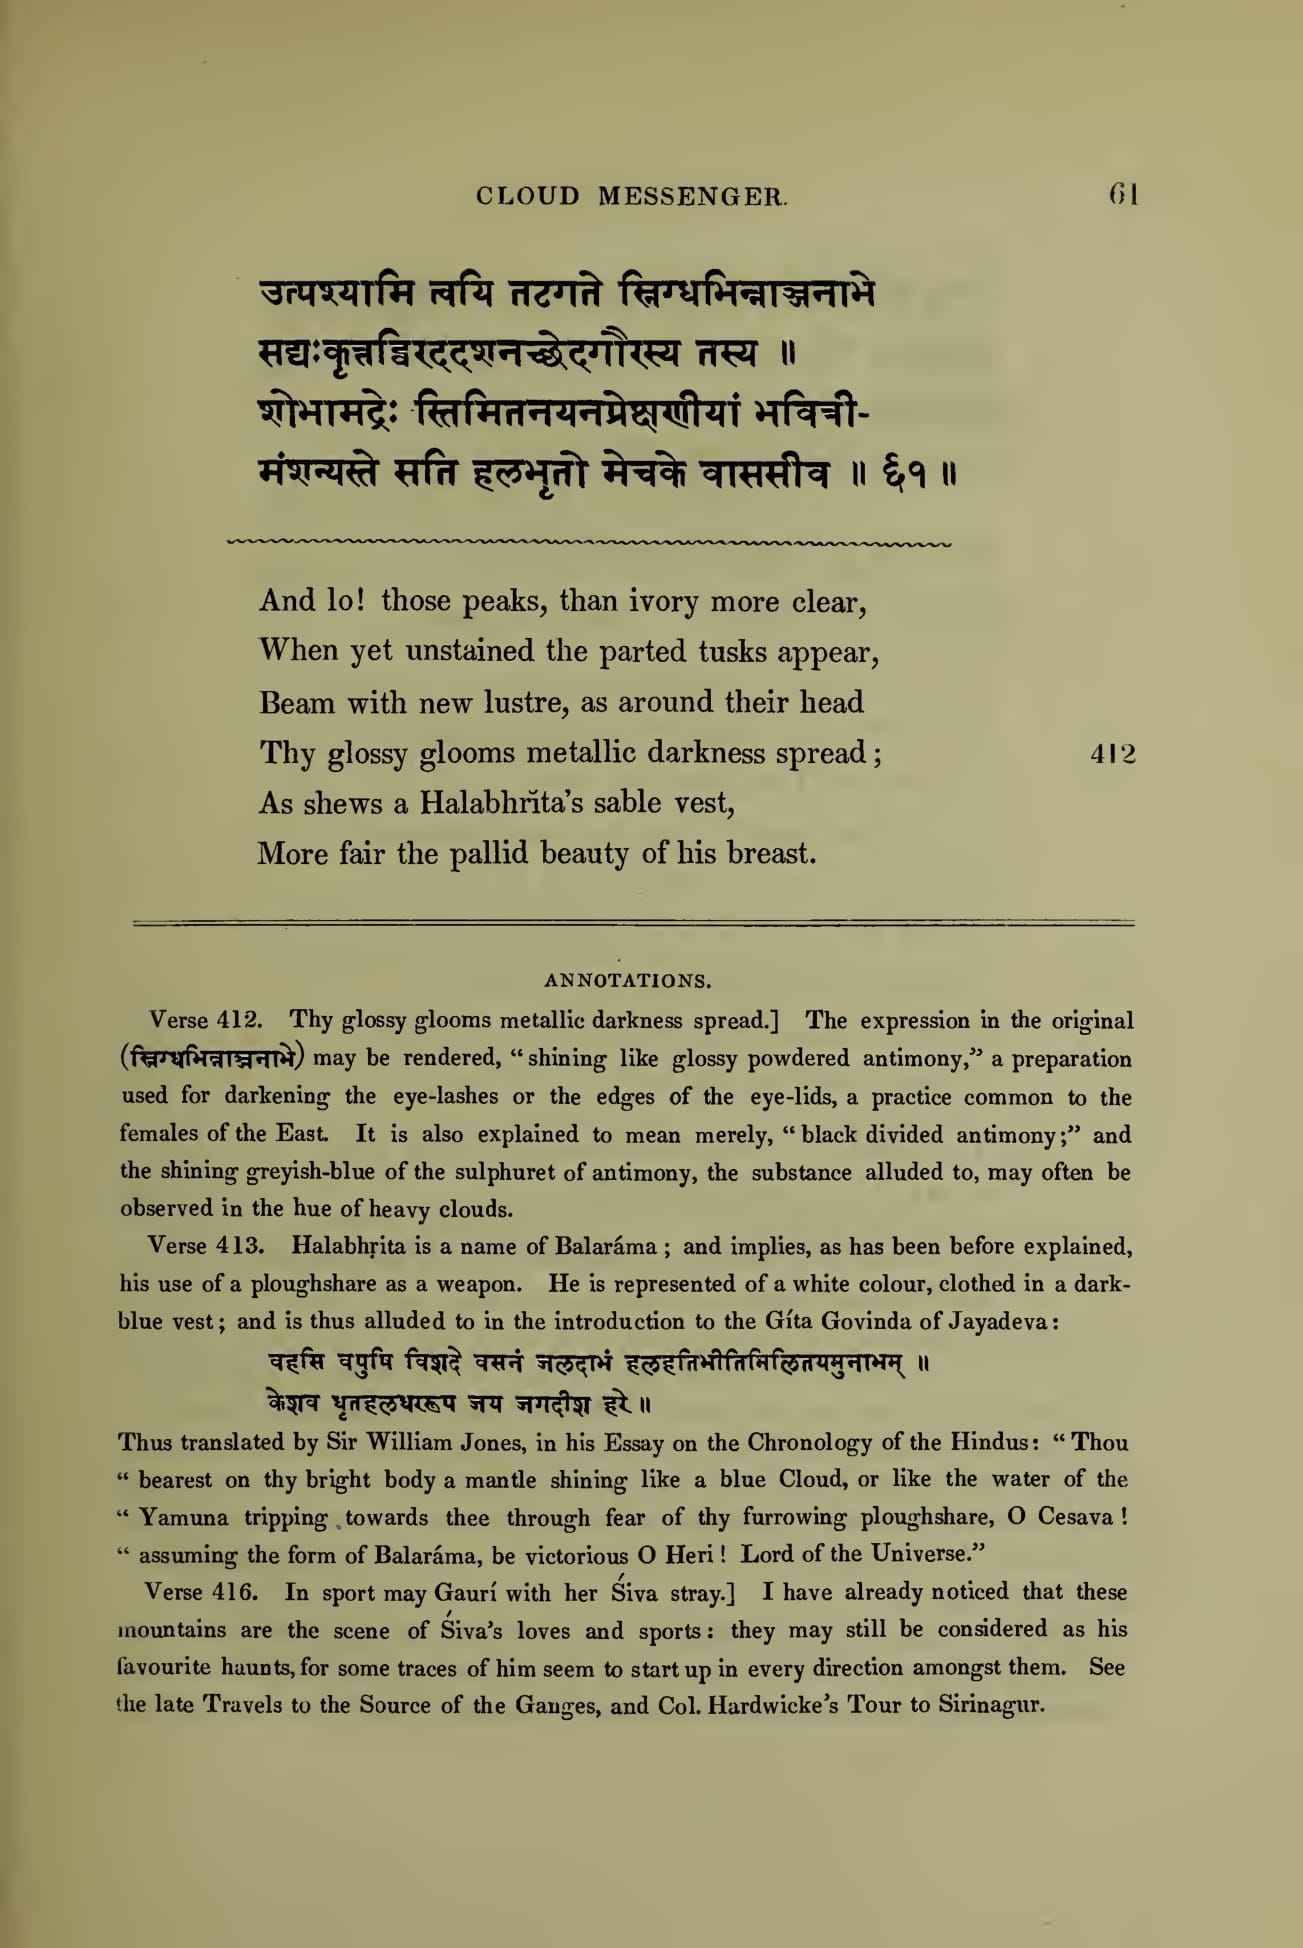 CLOUD MESSENGER. 61
उत्पश्यामि त्वयि तटगते स्निग्धभिन्नाञ्जनाभे
सद्यःकृत्तद्विरददशनच्छेदगौरस्य तस्य ॥
शोभामद्रेः स्तिमितनयनप्रेक्षणीयां भवित्री-
मंशन्यस्ते सति हलभृतो मेचके वाससीव ॥ ६१ ॥
And lo! those peaks, than ivory more clear,
When yet unstained the parted tusks appear,
Beam with new lustre, as around their head
Thy glossy glooms metallic darkness spread; 412
As shews a Halabhrĭta's sable vest,
More fair the pallid beauty of his breast.
ANNOTATIONS.
Verse 412. Thy glossy glooms metallic darkness spread.] The expression in the original
(स्निग्धभिन्नाञ्जनाभे) may be rendered, “shining like glossy powdered antimony,” a preparation
used for darkening the eye-lashes or the edges of the eye-lids, a practice common to the
females of the East. It is also explained to mean merely, “black divided antimony;” and
the shining greyish-blue of the sulphuret of antimony, the substance alluded to, may often be
observed in the hue of heavy clouds.
Verse 413. Halabhṛita is a name of Balaráma; and implies, as has been before explained,
his use of a ploughshare as a weapon. He is represented of a white colour, clothed in a dark-
blue vest; and is thus alluded to in the introduction to the Gíta Govinda of Jayadeva:
वहसि वपुषि विशदे वसनं जलदाभं हलहतिभीतिमिलितयमुनाभम् ॥
केशव धृतहलधररूप जय जगदीश हरे ॥
Thus translated by Sir William Jones, in his Essay on the Chronology of the Hindus: “Thou
“ bearest on thy bright body a mantle shining like a blue Cloud, or like the water of the
“ Yamuna tripping towards thee through fear of thy furrowing ploughshare, O Cesava!
“ assuming the form of Balaráma, be victorious O Heri! Lord of the Universe.”
Verse 416. In sport may Gaurí with her Śiva stray.] I have already noticed that these
mountains are the scene of Śiva's loves and sports: they may still be considered as his
favourite haunts, for some traces of him seem to start up in every direction amongst them. See
the late Travels to the Source of the Ganges, and Col. Hardwicke's Tour to Sirinagur.